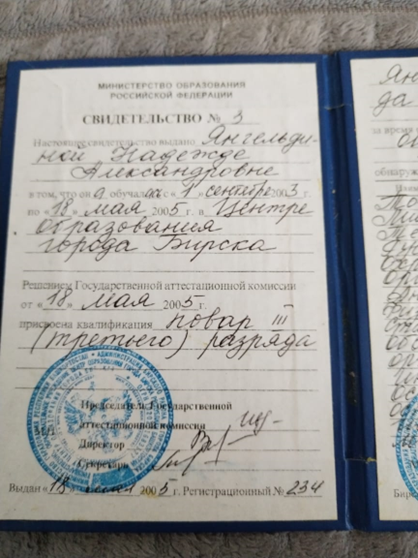 МИНИСТЕРСТВО ОБРАЗОВАНИЯ
РОССИЙСКОЙ ФЕДЕРАЦИИ
СВИДЕТЕЛЬСТВО № 3
Настоящее свидетельство выдано Янгельди-
ной Надежде
Александровне
в том, что он а обучалась с « 1 » сентября 2003 г.
по « 18 » мая 2005 г. в Центре
образования
города Бирска
Решением Государственной аттестационной комиссии
от « 18 » мая 2005 г.
присвоена квалификация повар III
(третьего) разряда
Председатель Государственной
аттестационной комиссии
Директор
Секретарь
Выдан « 18 » 2005 г. Регистрационный № 234